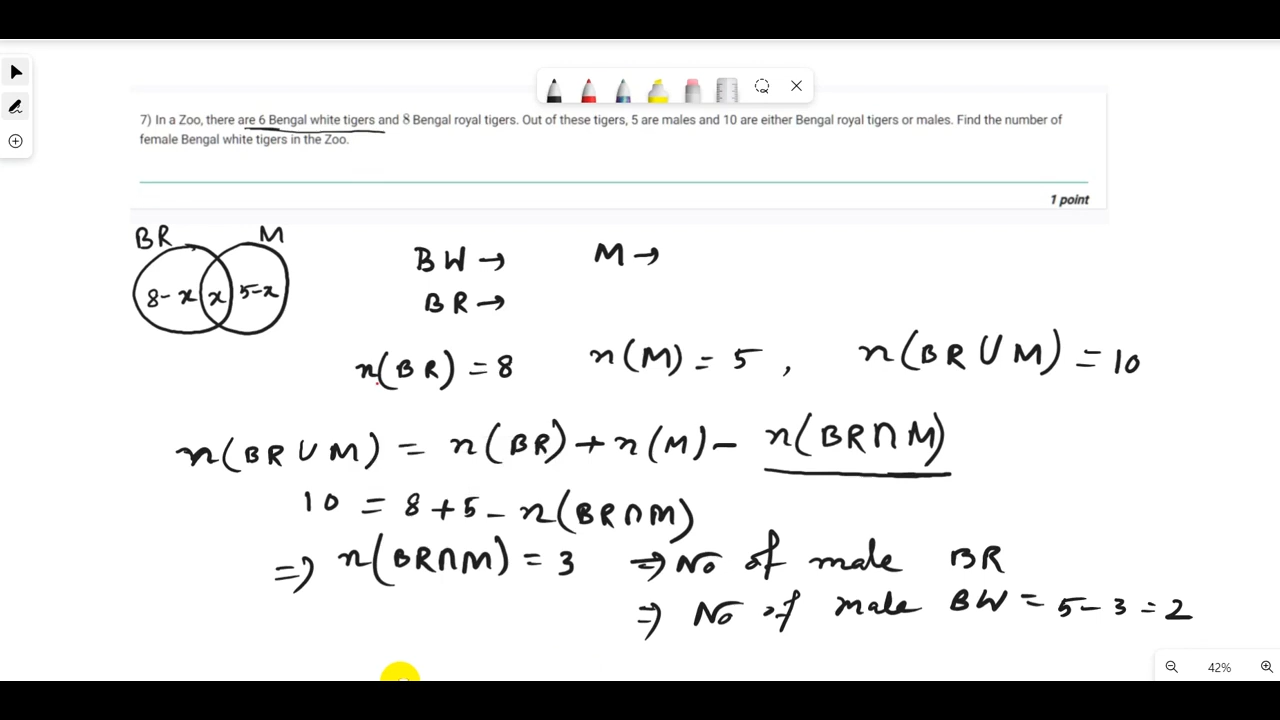 7) In a Zoo, there are 6 Bengal white tigers and 8 Bengal royal tigers. Out of these tigers, 5 are males and 10 are either Bengal royal tigers or males. Find the number of
female Bengal white tigers in the Zoo.
1 point
BR M
8-x x 5-x
BW → M →
BR →
n(BR) = 8 n(M) = 5 , n(BR ∪ M) = 10
n(BR ∪ M) = n(BR) + n(M) - n(BR ∩ M)
10 = 8 + 5 - n(BR ∩ M)
⇒ n(BR ∩ M) = 3 ⇒ No of male BR
⇒ No of male BW = 5 - 3 = 2
42%